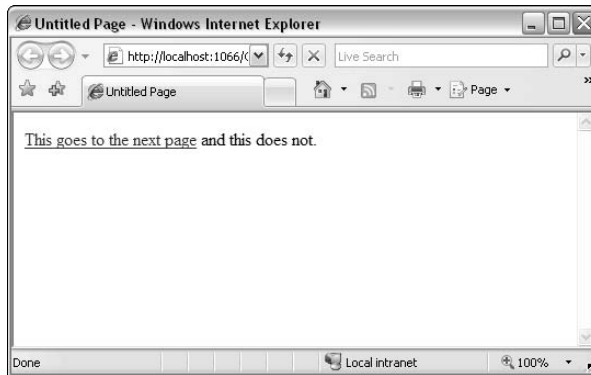 Untitled Page - Windows Internet Explorer
http://localhost:1066/
Live Search
Untitled Page
Page
»
This goes to the next page and this does not.
Done
Local intranet
100%